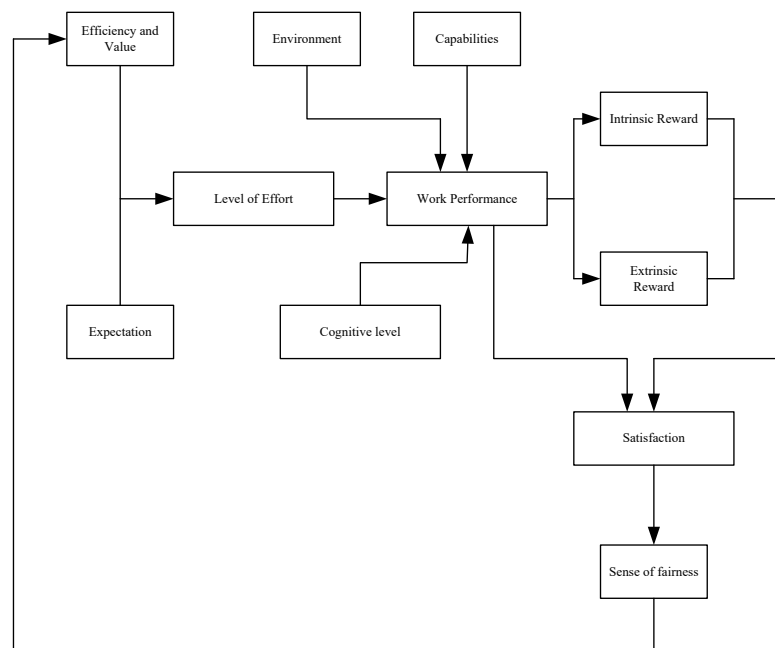 Efficiency and
Value
Environment
Capabilities
Intrinsic Reward
Level of Effort
Work Performance
Extrinsic
Reward
Expectation
Cognitive level
Satisfaction
Sense of fairness